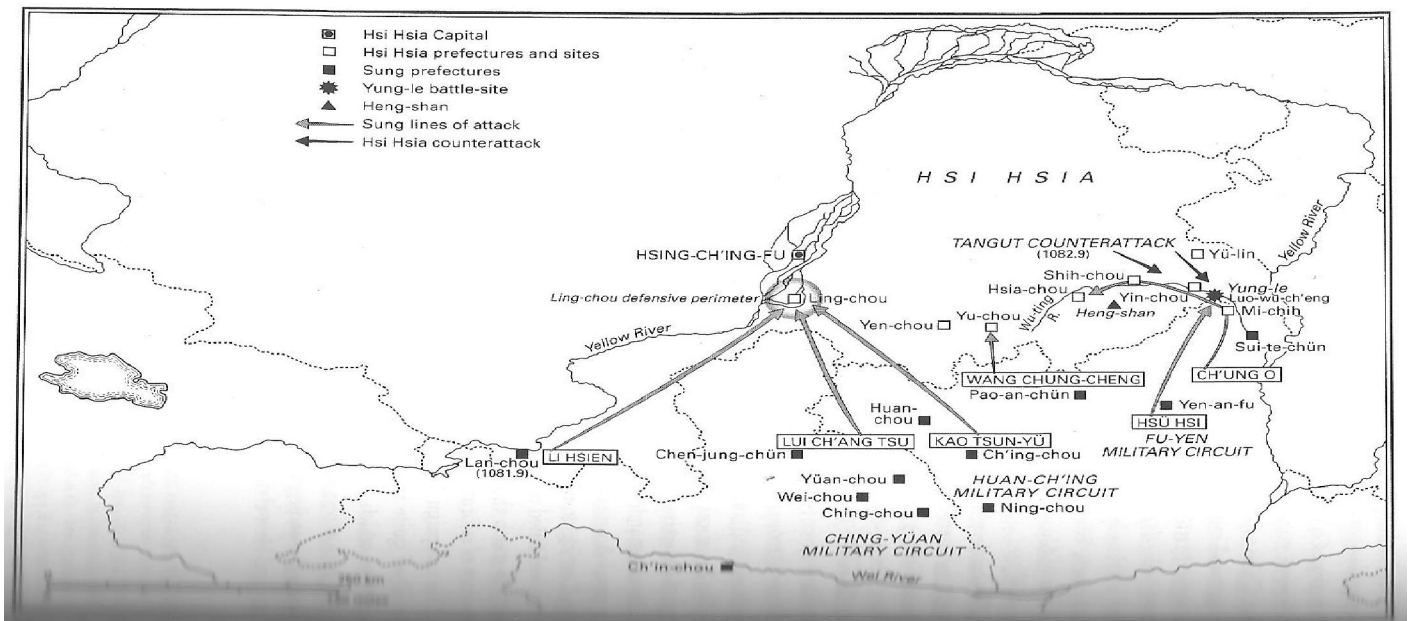 Hsi Hsia Capital
Hsi Hsia prefectures and sites
Sung prefectures
Yung-le battle-site
Heng-shan
Sung lines of attack
Hsi Hsia counterattack
HSI HSIA
HSING-CH'ING-FU
Ling-chou defensive perimeter
Ling-chou
Yellow River
Yellow River
TANGUT COUNTERATTACK
(1082.9)
Yü-lin
Shih-chou
Hsia-chou
Yin-chou
Heng-shan
Yung-le
Luo-wu-ch'eng
Mi-chih
Wu-ting
R.
Yen-chou
Yu-chou
Sui-te-chün
WANG CHUNG-CHENG
CH'UNG O
Pao-an-chün
Yen-an-fu
Huan-
chou
HSÜ HSI
FU-YEN
MILITARY CIRCUIT
LUI CH'ANG TSU
KAO TSUN-YÜ
LI HSIEN
Lan-chou
(1081.9)
Chen-jung-chün
Ch'ing-chou
Yüan-chou
HUAN-CH'ING
MILITARY CIRCUIT
Wei-chou
Ching-chou
Ning-chou
CHING-YÜAN
MILITARY CIRCUIT
Ch'in-chou
Wei River
0
250 km